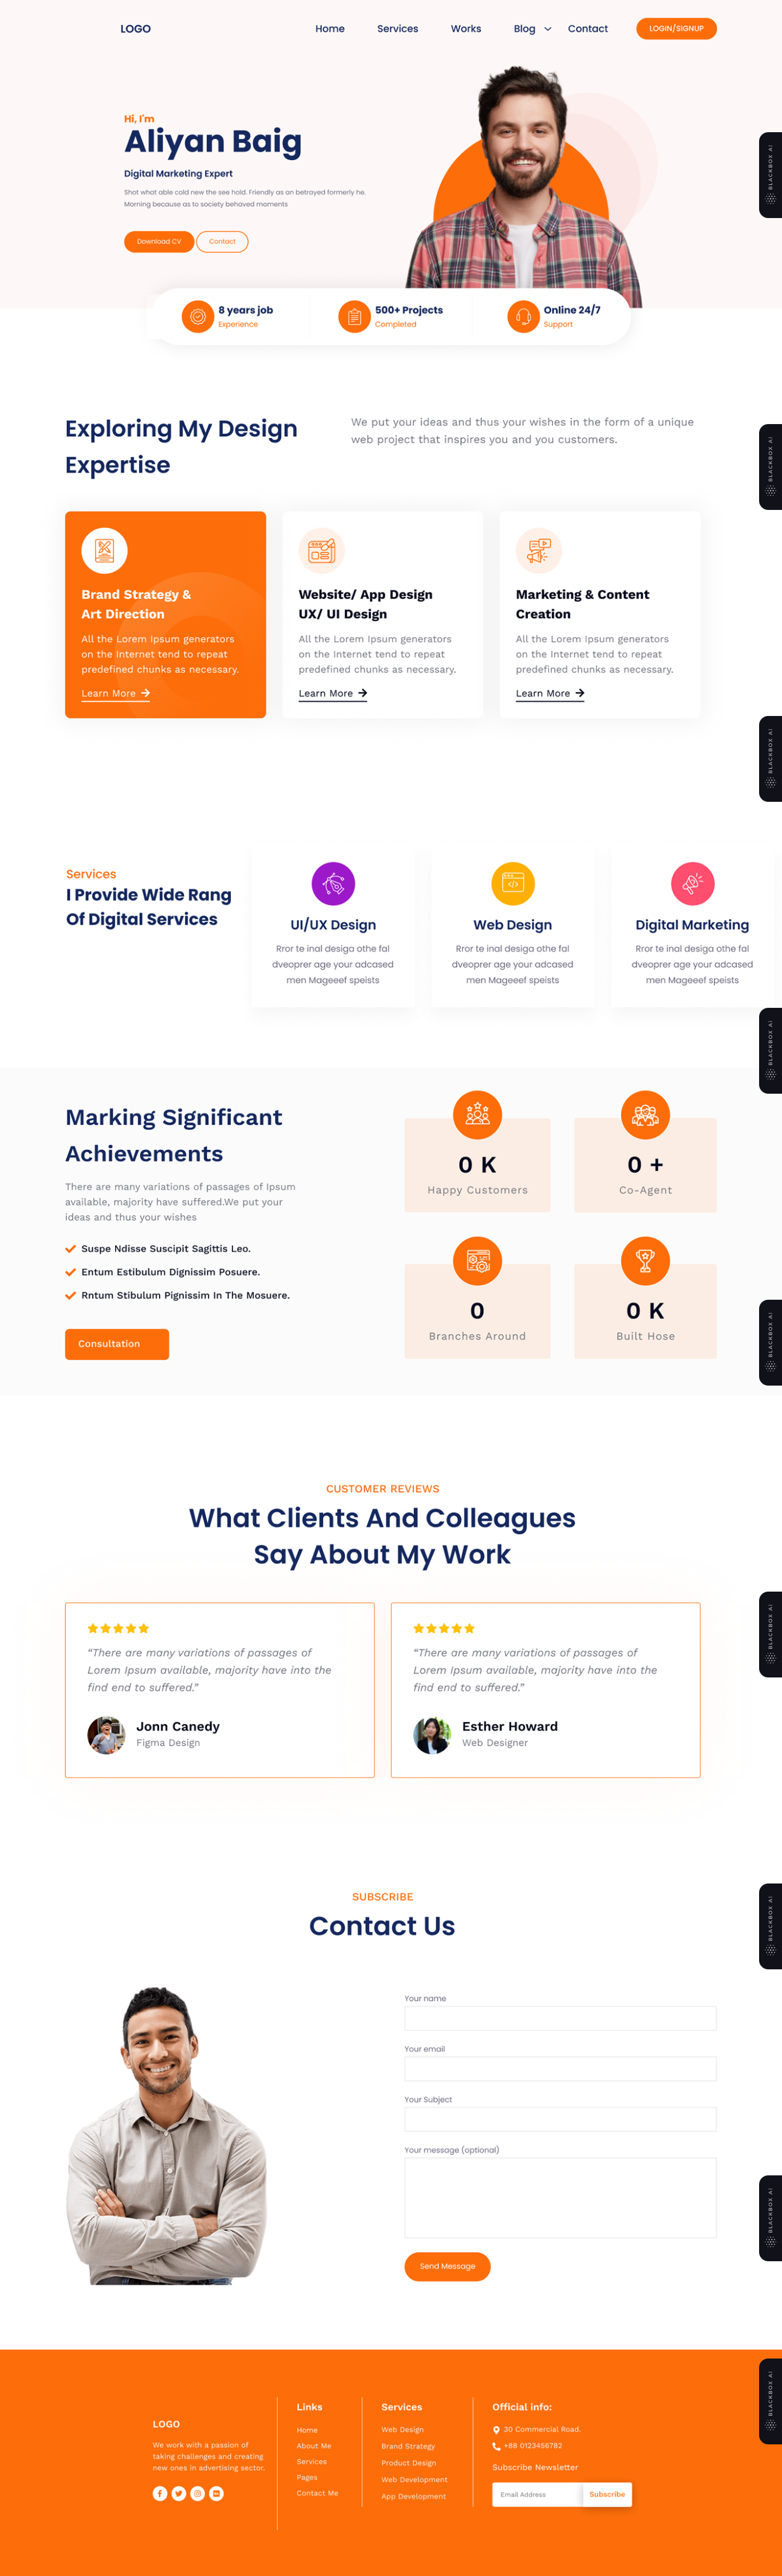 LOGO
Home
Services
Works
Blog
Contact
LOGIN/SIGNUP
Hi, I'm
Aliyan Baig
Digital Marketing Expert
Shot what able cold new the see hold. Friendly as an betrayed formerly he.
Morning because as to society behaved moments
Download CV
Contact
8 years job
Experience
500+ Projects
Completed
Online 24/7
Support
BLACKBOX AI
Exploring My Design
Expertise
We put your ideas and thus your wishes in the form of a unique
web project that inspires you and you customers.
BLACKBOX AI
Brand Strategy &
Art Direction
All the Lorem Ipsum generators
on the Internet tend to repeat
predefined chunks as necessary.
Learn More
Website/ App Design
UX/ UI Design
All the Lorem Ipsum generators
on the Internet tend to repeat
predefined chunks as necessary.
Learn More
Marketing & Content
Creation
All the Lorem Ipsum generators
on the Internet tend to repeat
predefined chunks as necessary.
Learn More
BLACKBOX AI
Services
I Provide Wide Rang
Of Digital Services
UI/UX Design
Rror te inal desiga othe fal
dveoprer age your adcased
men Mageeef speists
Web Design
Rror te inal desiga othe fal
dveoprer age your adcased
men Mageeef speists
Digital Marketing
Rror te inal desiga othe fal
dveoprer age your adcased
men Mageeef speists
BLACKBOX AI
Marking Significant
Achievements
There are many variations of passages of Ipsum
available, majority have suffered.We put your
ideas and thus your wishes
Suspe Ndisse Suscipit Sagittis Leo.
Entum Estibulum Dignissim Posuere.
Rntum Stibulum Pignissim In The Mosuere.
Consultation
0 K
Happy Customers
0 +
Co-Agent
0
Branches Around
0 K
Built Hose
BLACKBOX AI
CUSTOMER REVIEWS
What Clients And Colleagues
Say About My Work
“There are many variations of passages of
Lorem Ipsum available, majority have into the
find end to suffered.”
Jonn Canedy
Figma Design
“There are many variations of passages of
Lorem Ipsum available, majority have into the
find end to suffered.”
Esther Howard
Web Designer
BLACKBOX AI
SUBSCRIBE
Contact Us
BLACKBOX AI
Your name
Your email
Your Subject
Your message (optional)
Send Message
BLACKBOX AI
LOGO
We work with a passion of
taking challenges and creating
new ones in advertising sector.
Links
Home
About Me
Services
Pages
Contact Me
Services
Web Design
Brand Strategy
Product Design
Web Development
App Development
Official info:
30 Commercial Road.
+88 0123456782
Subscribe Newsletter
Email Address
Subscribe
BLACKBOX AI